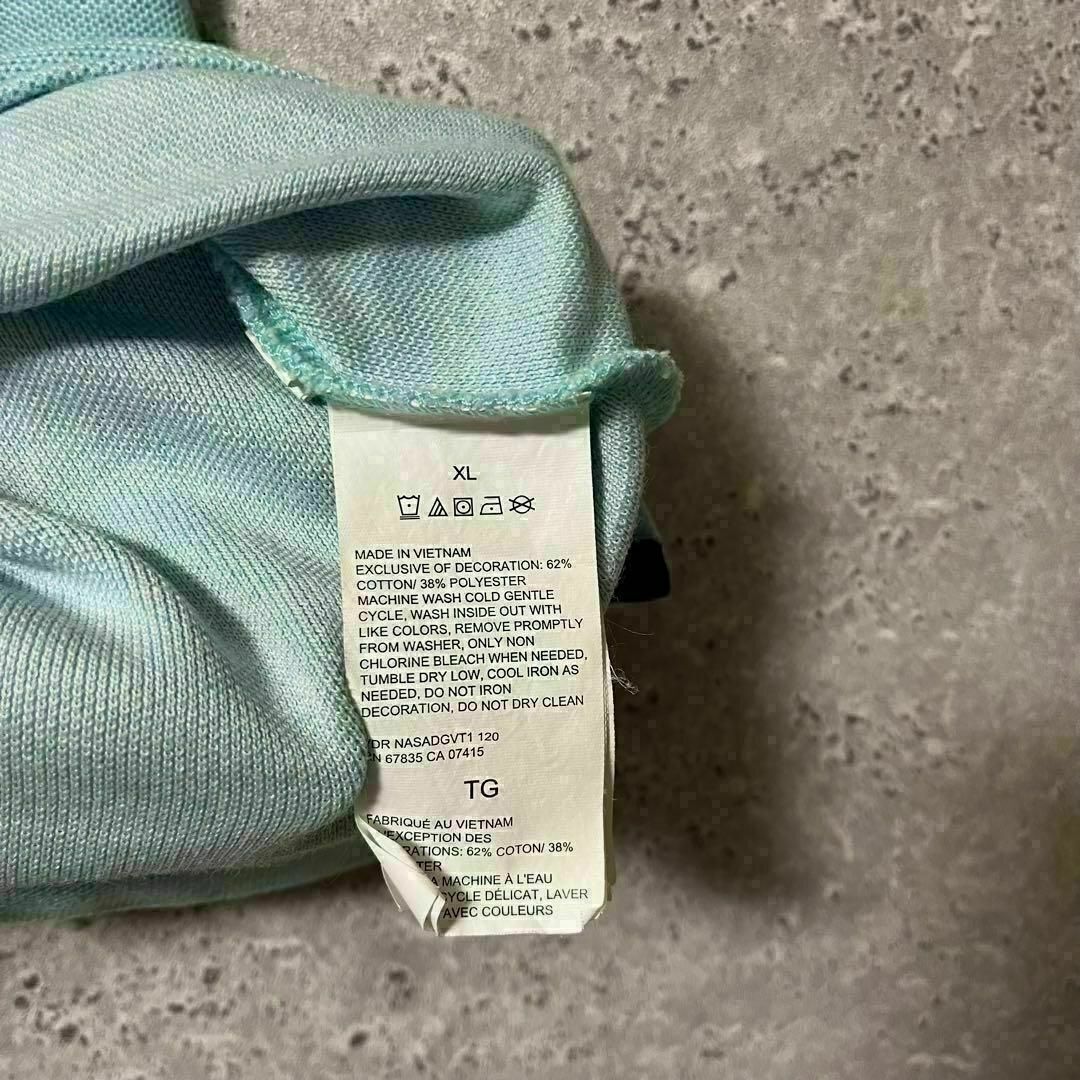 XL
MADE IN VIETNAM
EXCLUSIVE OF DECORATION: 62%
COTTON/ 38% POLYESTER
MACHINE WASH COLD GENTLE
CYCLE, WASH INSIDE OUT WITH
LIKE COLORS, REMOVE PROMPTLY
FROM WASHER, ONLY NON
CHLORINE BLEACH WHEN NEEDED,
TUMBLE DRY LOW, COOL IRON AS
NEEDED, DO NOT IRON
DECORATION, DO NOT DRY CLEAN
NASADGVT1 120
67835 CA 07415
TG
FABRIQUÉ AU VIETNAM
L'EXCEPTION DES
62% COTON/ 38%
MACHINE À L'EAU
CYCLE DÉLICAT, LAVER
AVEC COULEURS